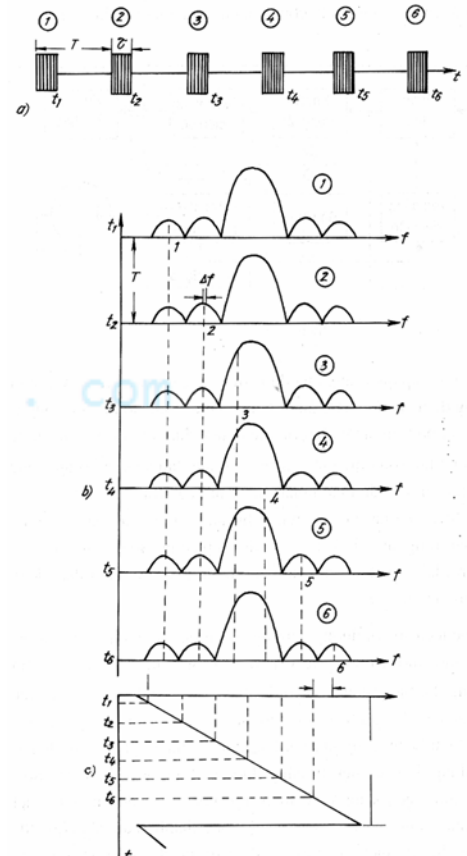 ① ② ③ ④ ⑤ ⑥
T τ
t
t₁ t₂ t₃ t₄ t₅ t₆
a)
①
t₁ f
1
T Δf ②
t₂ 2 f
③
. com
t₃ f
3
④
b) t₄ f
4
⑤
t₅ f
5
⑥
t₆ f
6
t₁
t₂
t₃
t₄
c)
t₅
t₆
t